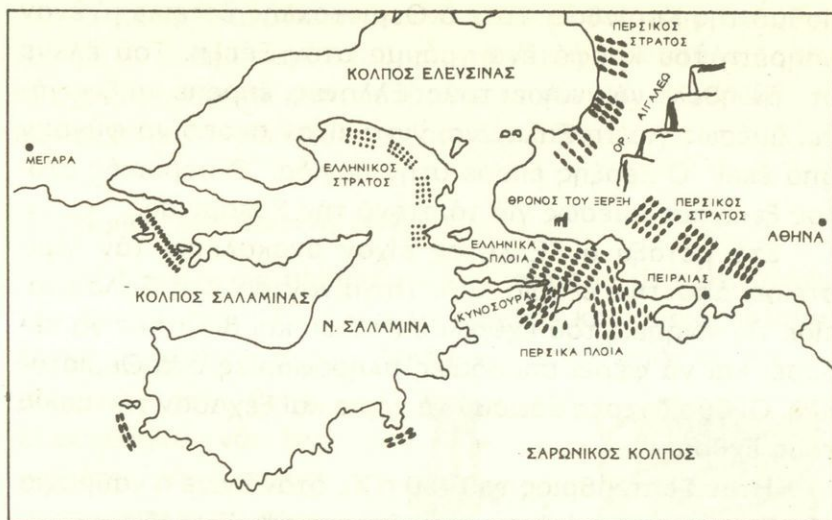 ΠΕΡΣΙΚΟΣ
ΣΤΡΑΤΟΣ
ΚΟΛΠΟΣ ΕΛΕΥΣΙΝΑΣ
ΟΡ. ΑΙΓΑΛΕΩ
ΜΕΓΑΡΑ
ΕΛΛΗΝΙΚΟΣ
ΣΤΡΑΤΟΣ
ΘΡΟΝΟΣ ΤΟΥ ΞΕΡΞΗ
ΠΕΡΣΙΚΟΣ
ΣΤΡΑΤΟΣ
ΑΘΗΝΑ
ΕΛΛΗΝΙΚΑ
ΠΛΟΙΑ
ΠΕΙΡΑΙΑΣ
ΚΟΛΠΟΣ ΣΑΛΑΜΙΝΑΣ
ΚΥΝΟΣΟΥΡΑ
Ν. ΣΑΛΑΜΙΝΑ
ΠΕΡΣΙΚΑ ΠΛΟΙΑ
ΣΑΡΩΝΙΚΟΣ ΚΟΛΠΟΣ